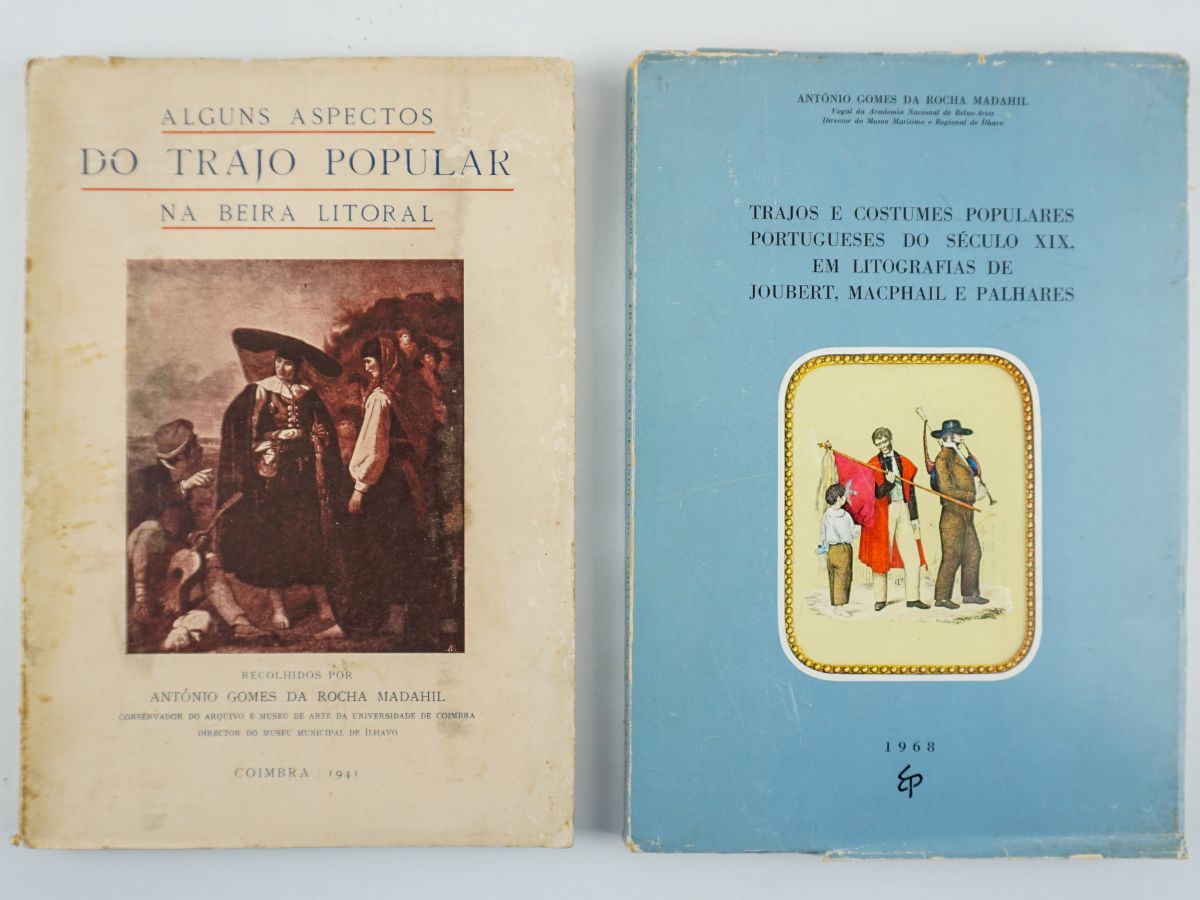 ALGUNS ASPECTOS
DO TRAJO POPULAR
NA BEIRA LITORAL
RECOLHIDOS POR
ANTÓNIO GOMES DA ROCHA MADAHIL
CONSERVADOR DO ARQUIVO E MUSEU DE ARTE DA UNIVERSIDADE DE COIMBRA
DIRECTOR DO MUSEU MUNICIPAL DE ÍLHAVO
COIMBRA / 1941
ANTÓNIO GOMES DA ROCHA MADAHIL
Vogal da Academia Nacional de Belas-Artes
Director do Museu Marítimo e Regional de Ílhavo
TRAJOS E COSTUMES POPULARES
PORTUGUESES DO SÉCULO XIX,
EM LITOGRAFIAS DE
JOUBERT, MACPHAIL E PALHARES
1968